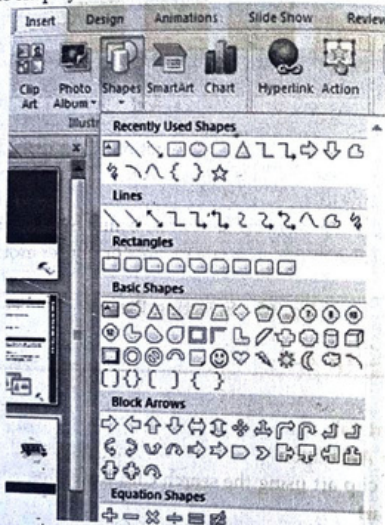 Insert Design Animations Slide Show Review
Clip Art Photo Album Shapes SmartArt Chart Hyperlink Action
Illustr
Recently Used Shapes
Lines
Rectangles
Basic Shapes
Block Arrows
Equation Shapes